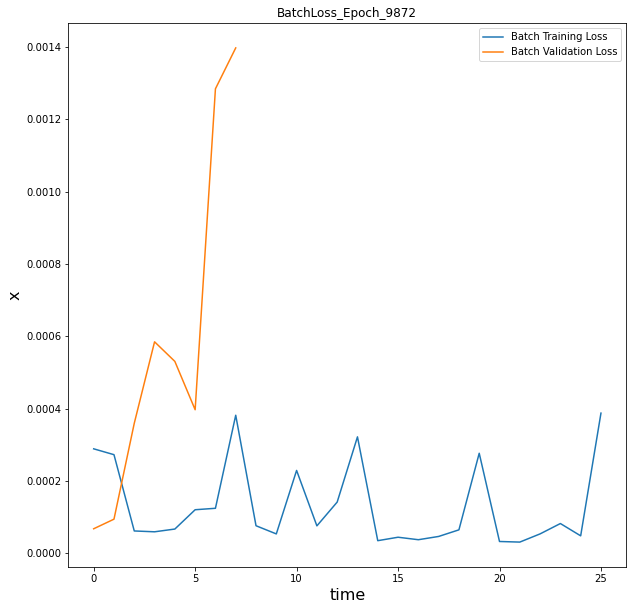 BatchLoss_Epoch_9872
Batch Training Loss
Batch Validation Loss
0.0014
0.0012
0.0010
0.0008
0.0006
0.0004
0.0002
0.0000
x
0 5 10 15 20 25
time